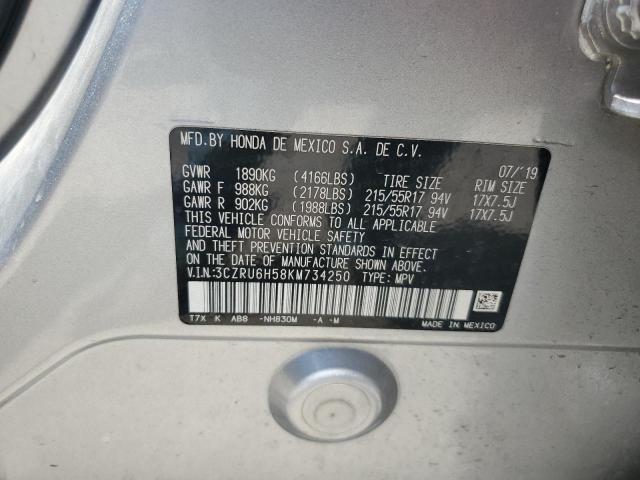 MFD.BY HONDA DE MEXICO S.A. DE C.V.
07/'19
GVWR 1890KG (4166LBS) TIRE SIZE RIM SIZE
GAWR F 988KG (2178LBS) 215/55R17 94V 17X7.5J
GAWR R 902KG (1988LBS) 215/55R17 94V 17X7.5J
THIS VEHICLE CONFORMS TO ALL APPLICABLE
FEDERAL MOTOR VEHICLE SAFETY
AND THEFT PREVENTION STANDARDS IN EFFECT
ON THE DATE OF MANUFACTURE SHOWN ABOVE.
V.I.N:3CZRU6H58KM734250 TYPE: MPV
T7X K AB8 -NH830M -A -M MADE IN MEXICO